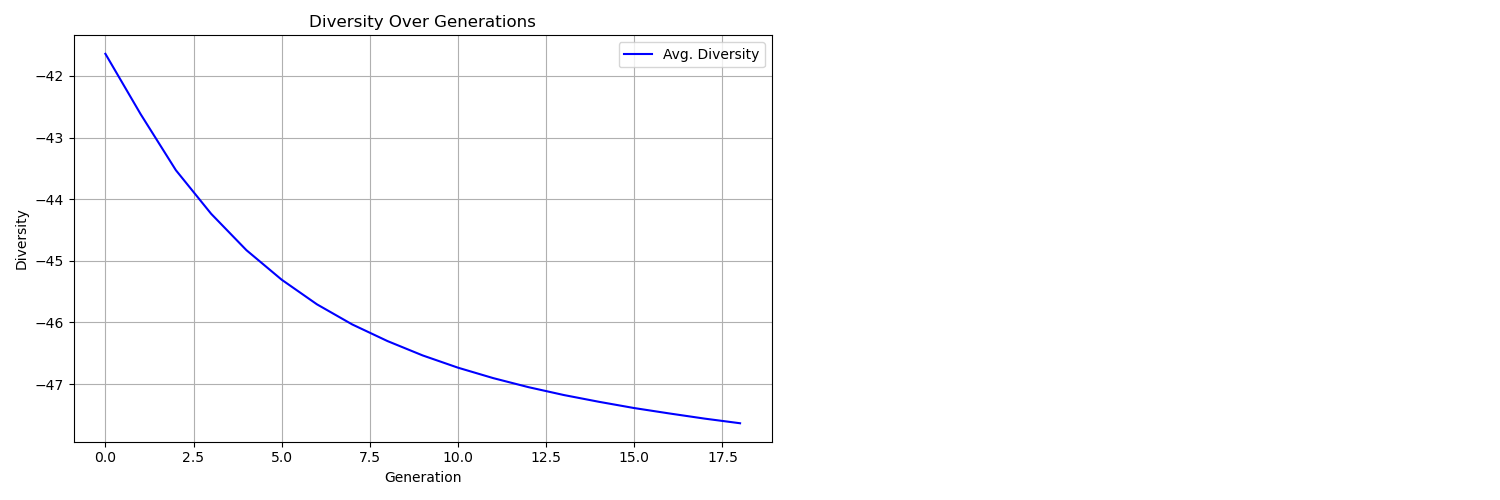 Diversity Over Generations
Avg. Diversity
Diversity
−42
−43
−44
−45
−46
−47
0.0 2.5 5.0 7.5 10.0 12.5 15.0 17.5
Generation